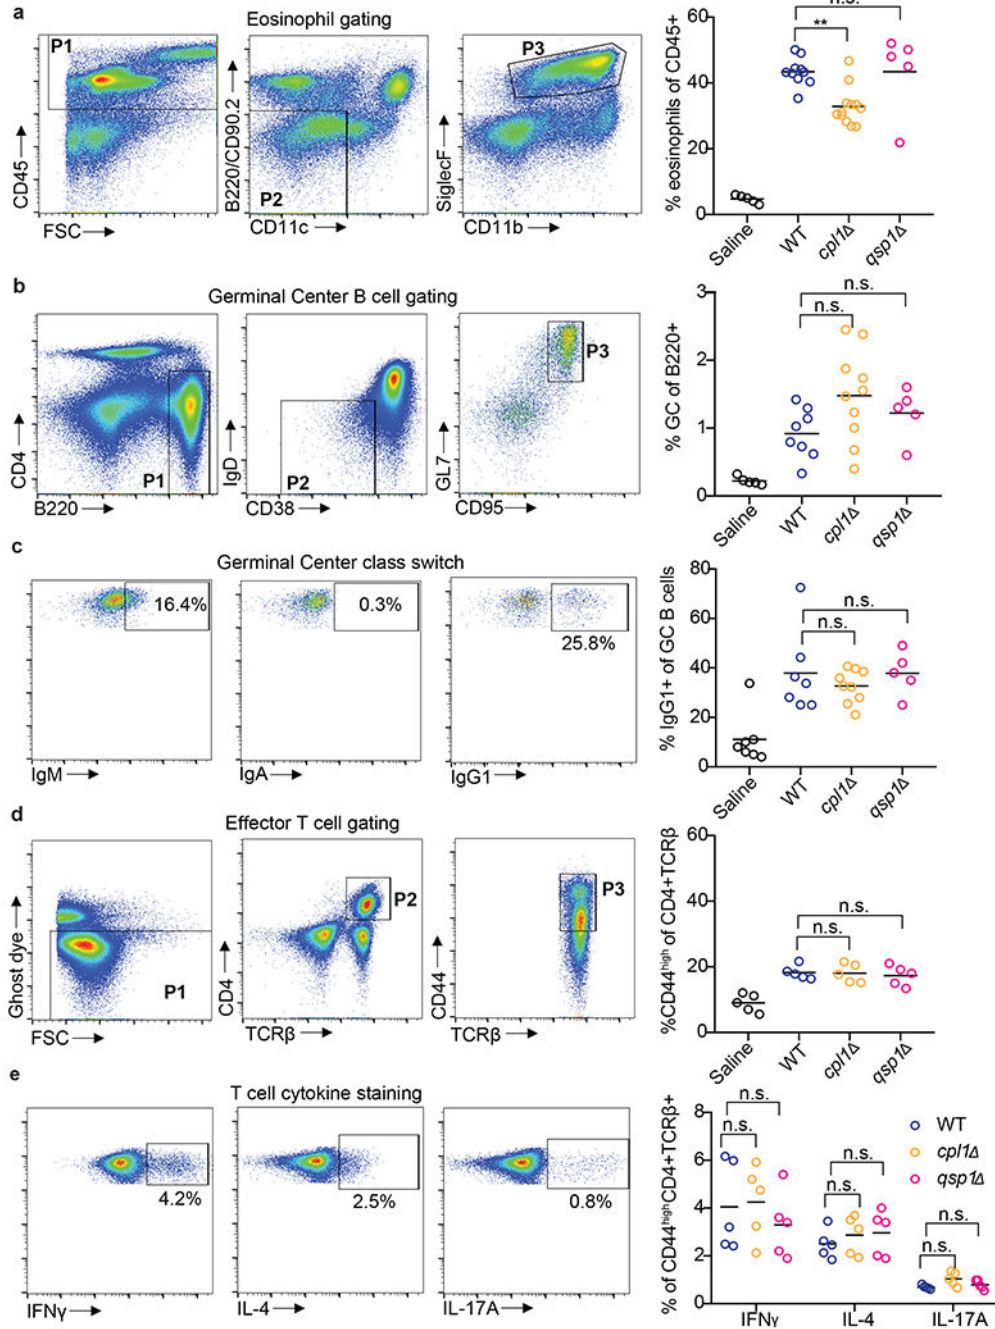 a
Eosinophil gating
P1
CD45
FSC
B220/CD90.2
P2
CD11c
P3
SiglecF
CD11b
n.s.
**
60
40
20
0
% eosinophils of CD45+
Saline
WT
cpl1Δ
qsp1Δ
b
Germinal Center B cell gating
CD4
P1
B220
IgD
P2
CD38
GL7
P3
CD95
n.s.
n.s.
3
2
1
0
% GC of B220+
Saline
WT
cpl1Δ
qsp1Δ
c
Germinal Center class switch
16.4%
IgM
0.3%
IgA
25.8%
IgG1
n.s.
n.s.
80
60
40
20
0
% IgG1+ of GC B cells
Saline
WT
cpl1Δ
qsp1Δ
d
Effector T cell gating
Ghost dye
P1
FSC
CD4
P2
TCRβ
CD44
P3
TCRβ
n.s.
n.s.
60
40
20
0
%CD44high of CD4+TCRβ
Saline
WT
cpl1Δ
qsp1Δ
e
T cell cytokine staining
4.2%
IFNγ
2.5%
IL-4
0.8%
IL-17A
n.s.
n.s.
n.s.
n.s.
n.s.
n.s.
8
6
4
2
0
% of CD44highCD4+TCRβ+
WT
cpl1Δ
qsp1Δ
IFNγ
IL-4
IL-17A